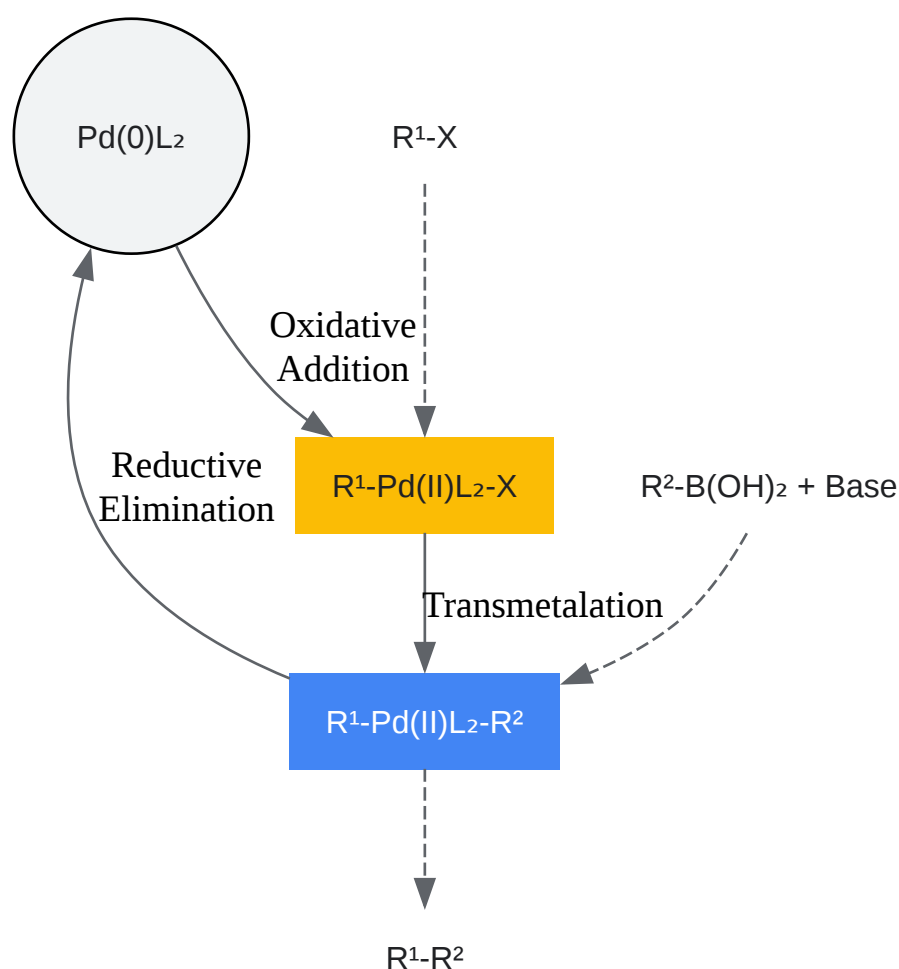 Pd(0)L₂
R¹-X
Oxidative
Addition
Reductive
Elimination
R¹-Pd(II)L₂-X
R²-B(OH)₂ + Base
Transmetalation
R¹-Pd(II)L₂-R²
R¹-R²